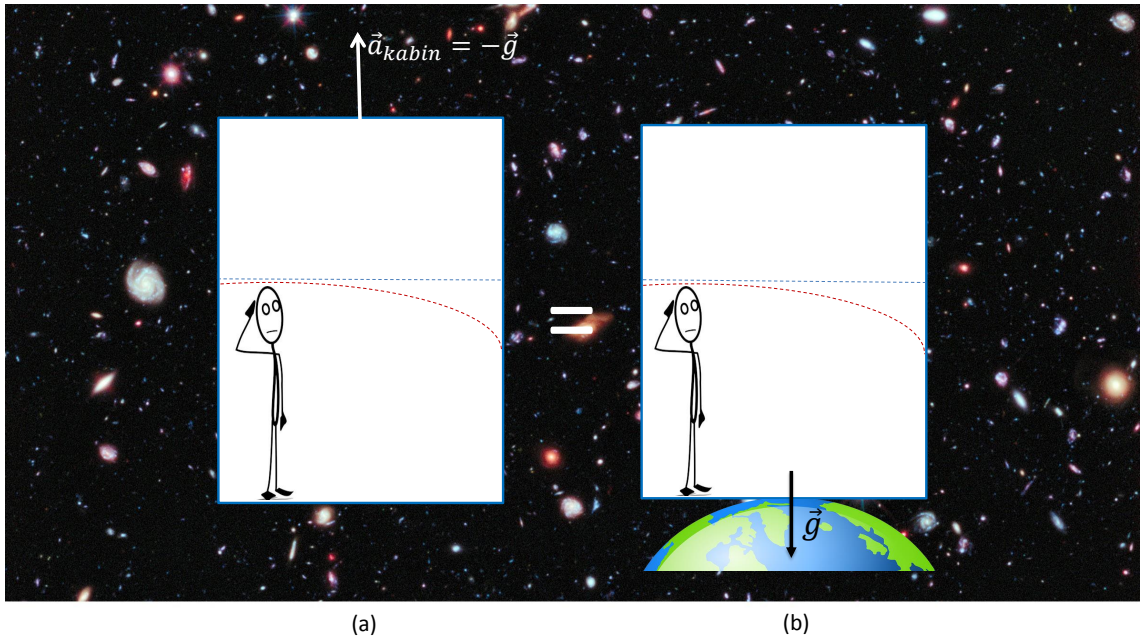 a⃗kabin = −g⃗
=
g⃗
(a)
(b)